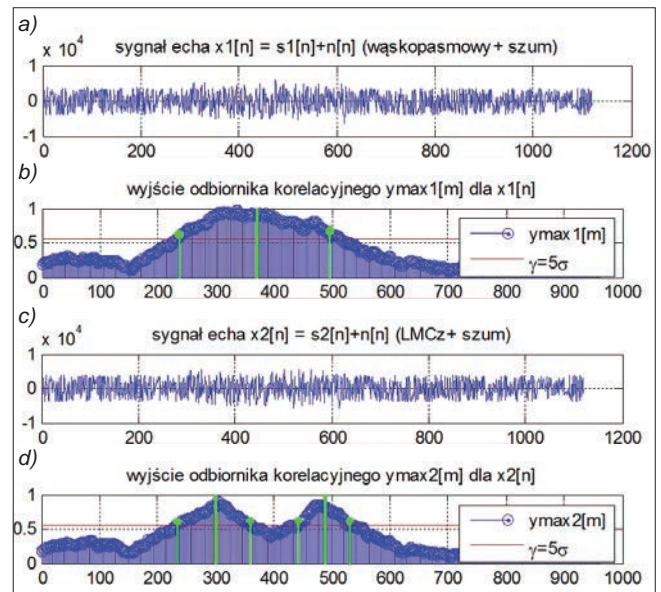 a)
x 10⁴
sygnał echa x1[n] = s1[n]+n[n] (wąskopasmowy + szum)
1
0
-1
0 200 400 600 800 1000 1200
b)
wyjście odbiornika korelacyjnego ymax1[m] dla x1[n]
1
0.5
0
ymax1[m]
γ=5σ
0 100 200 300 400 500 600 700 800 900 1000
c)
x 10⁴
sygnał echa x2[n] = s2[n]+n[n] (LMCz+ szum)
1
0
-1
0 200 400 600 800 1000 1200
d)
wyjście odbiornika korelacyjnego ymax2[m] dla x2[n]
1
0.5
0
ymax2[m]
γ=5σ
0 100 200 300 400 500 600 700 800 900 1000